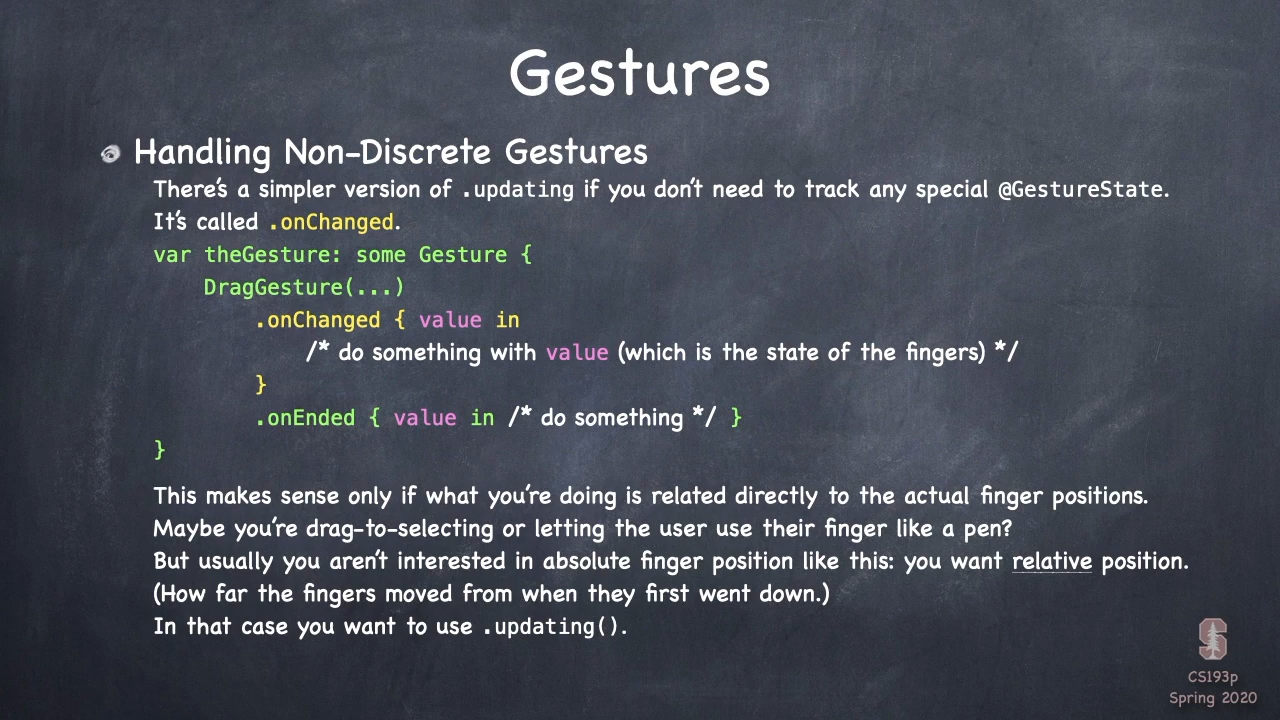 Gestures
Handling Non-Discrete Gestures
There's a simpler version of .updating if you don't need to track any special @GestureState.
It's called .onChanged.
var theGesture: some Gesture {
    DragGesture(...)
        .onChanged { value in
            /* do something with value (which is the state of the fingers) */
        }
        .onEnded { value in /* do something */ }
}
This makes sense only if what you're doing is related directly to the actual finger positions.
Maybe you're drag-to-selecting or letting the user use their finger like a pen?
But usually you aren't interested in absolute finger position like this: you want relative position.
(How far the fingers moved from when they first went down.)
In that case you want to use .updating().
S
CS193p
Spring 2020